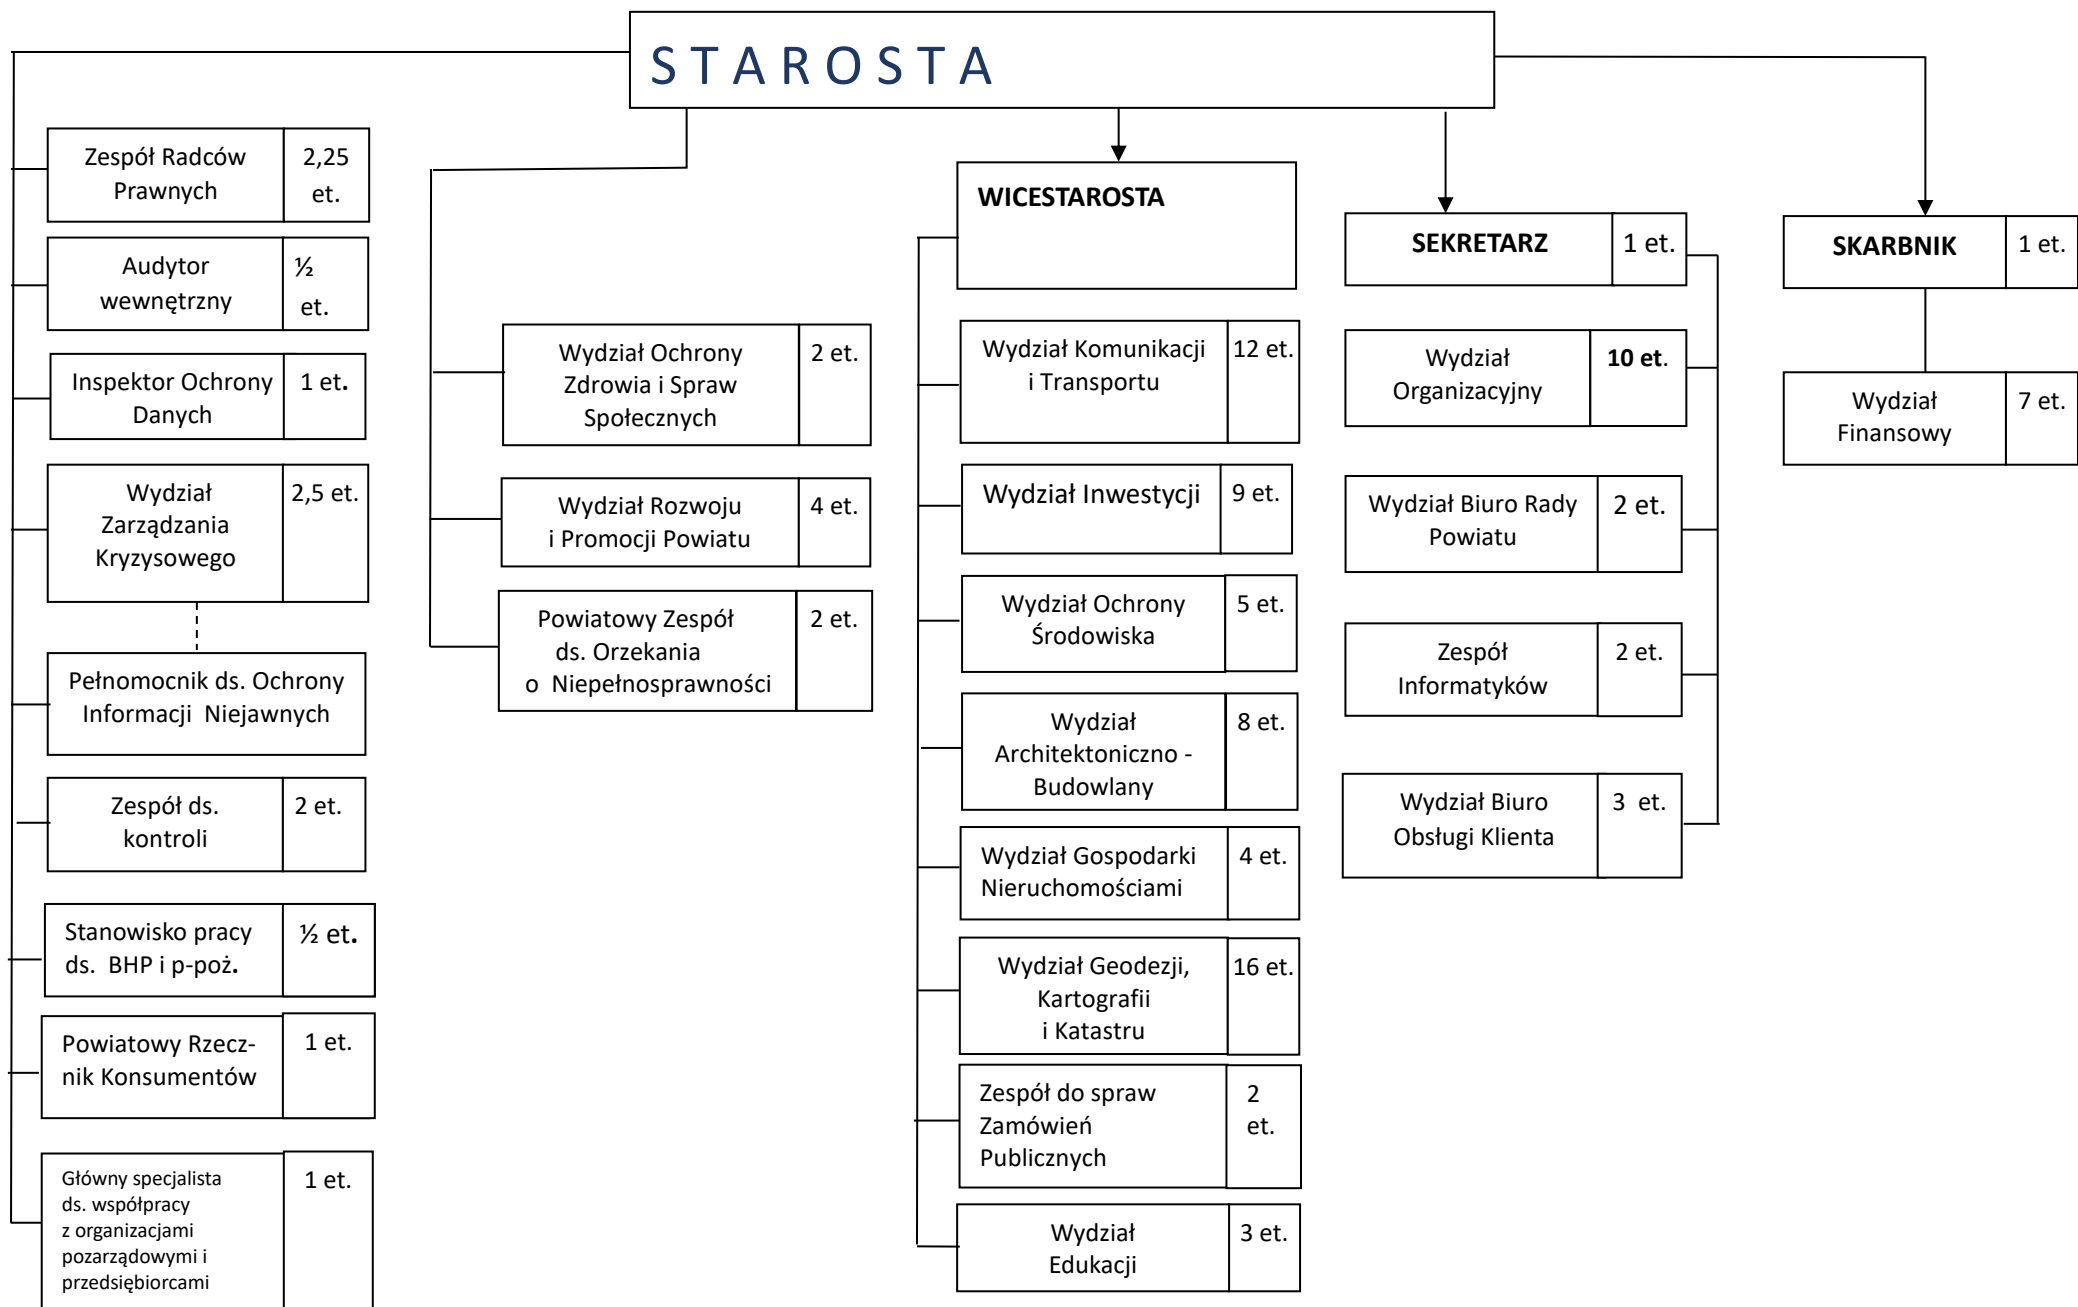 STAROSTA
Zespół Radców
Prawnych
2,25
et.
Audytor
wewnętrzny
½
et.
Inspektor Ochrony
Danych
1 et.
Wydział
Zarządzania
Kryzysowego
2,5 et.
Pełnomocnik ds. Ochrony
Informacji Niejawnych
Zespół ds.
kontroli
2 et.
Stanowisko pracy
ds. BHP i p-poż.
½ et.
Powiatowy Rzecz-
nik Konsumentów
1 et.
Główny specjalista
ds. współpracy
z organizacjami
pozarządowymi i
przedsiębiorcami
1 et.
Wydział Ochrony
Zdrowia i Spraw
Społecznych
2 et.
Wydział Rozwoju
i Promocji Powiatu
4 et.
Powiatowy Zespół
ds. Orzekania
o Niepełnosprawności
2 et.
WICESTAROSTA
Wydział Komunikacji
i Transportu
12 et.
Wydział Inwestycji
9 et.
Wydział Ochrony
Środowiska
5 et.
Wydział
Architektoniczno -
Budowlany
8 et.
Wydział Gospodarki
Nieruchomościami
4 et.
Wydział Geodezji,
Kartografii
i Katastru
16 et.
Zespół do spraw
Zamówień
Publicznych
2
et.
Wydział
Edukacji
3 et.
SEKRETARZ
1 et.
Wydział
Organizacyjny
10 et.
Wydział Biuro Rady
Powiatu
2 et.
Zespół
Informatyków
2 et.
Wydział Biuro
Obsługi Klienta
3 et.
SKARBNIK
1 et.
Wydział
Finansowy
7 et.